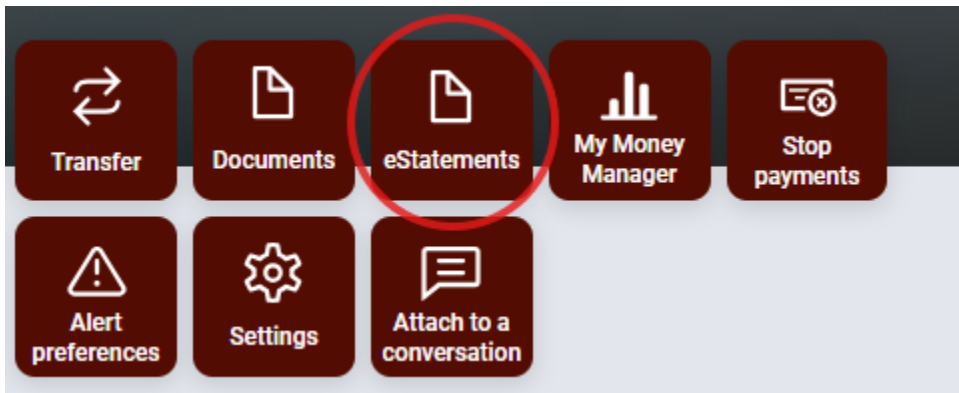 Transfer
Documents
eStatements
My Money
Manager
Stop
payments
Alert
preferences
Settings
Attach to a
conversation